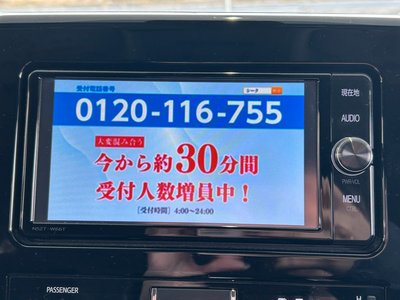 受付電話番号
0120-116-755
大変混み合う
今から約30分間
受付人数増員中！
[受付時間] 4:00~24:00
現在地
AUDIO
PWR·VOL
MENU
NSZT-W66T
PASSENGER